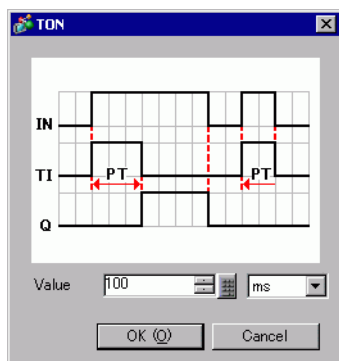 TON
IN
TI PT PT
Q
Value 100 ms
OK (O) Cancel